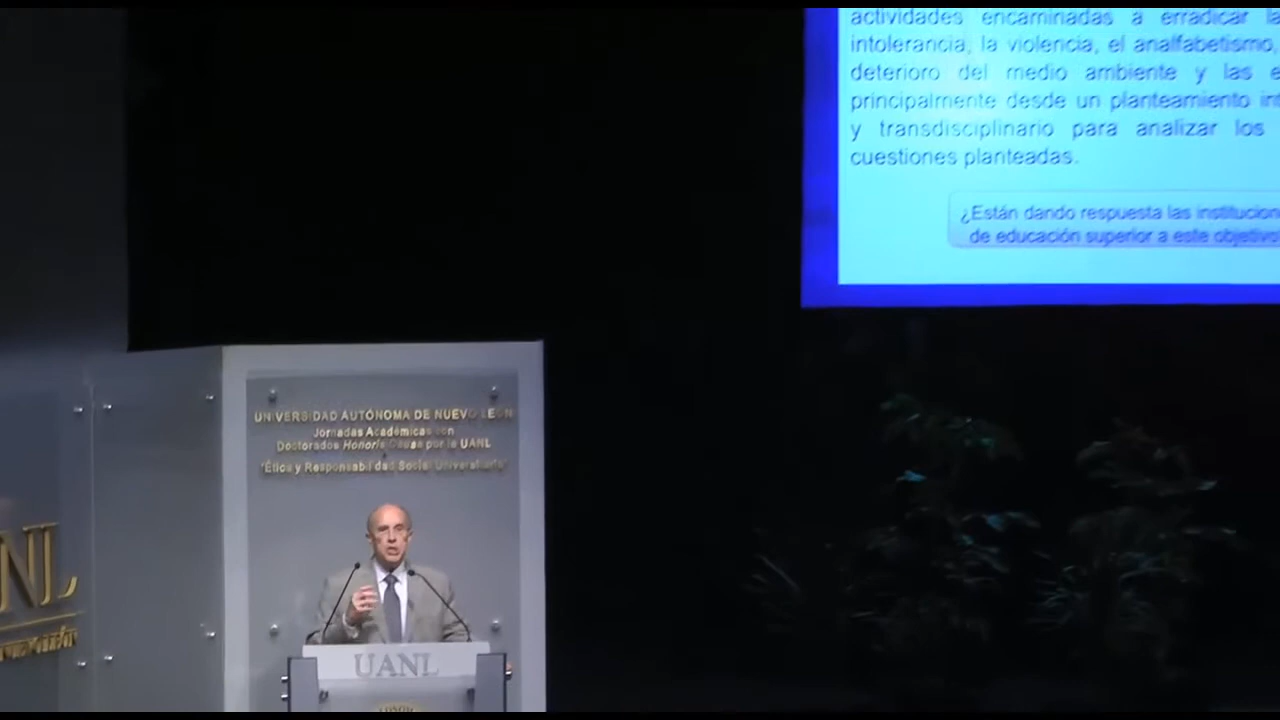 actividades encaminadas a erradicar la
intolerancia, la violencia, el analfabetismo,
deterioro del medio ambiente y las e
principalmente desde un planteamiento int
y transdisciplinario para analizar los
cuestiones planteadas.
¿Están dando respuesta las institucion
de educación superior a este objetivo
UNIVERSIDAD AUTÓNOMA DE NUEVO LEÓN
Jornadas Académicas con
Doctorados Honoris Causa por la UANL
"Ética y Responsabilidad Social Universitaria"
NL
UANL